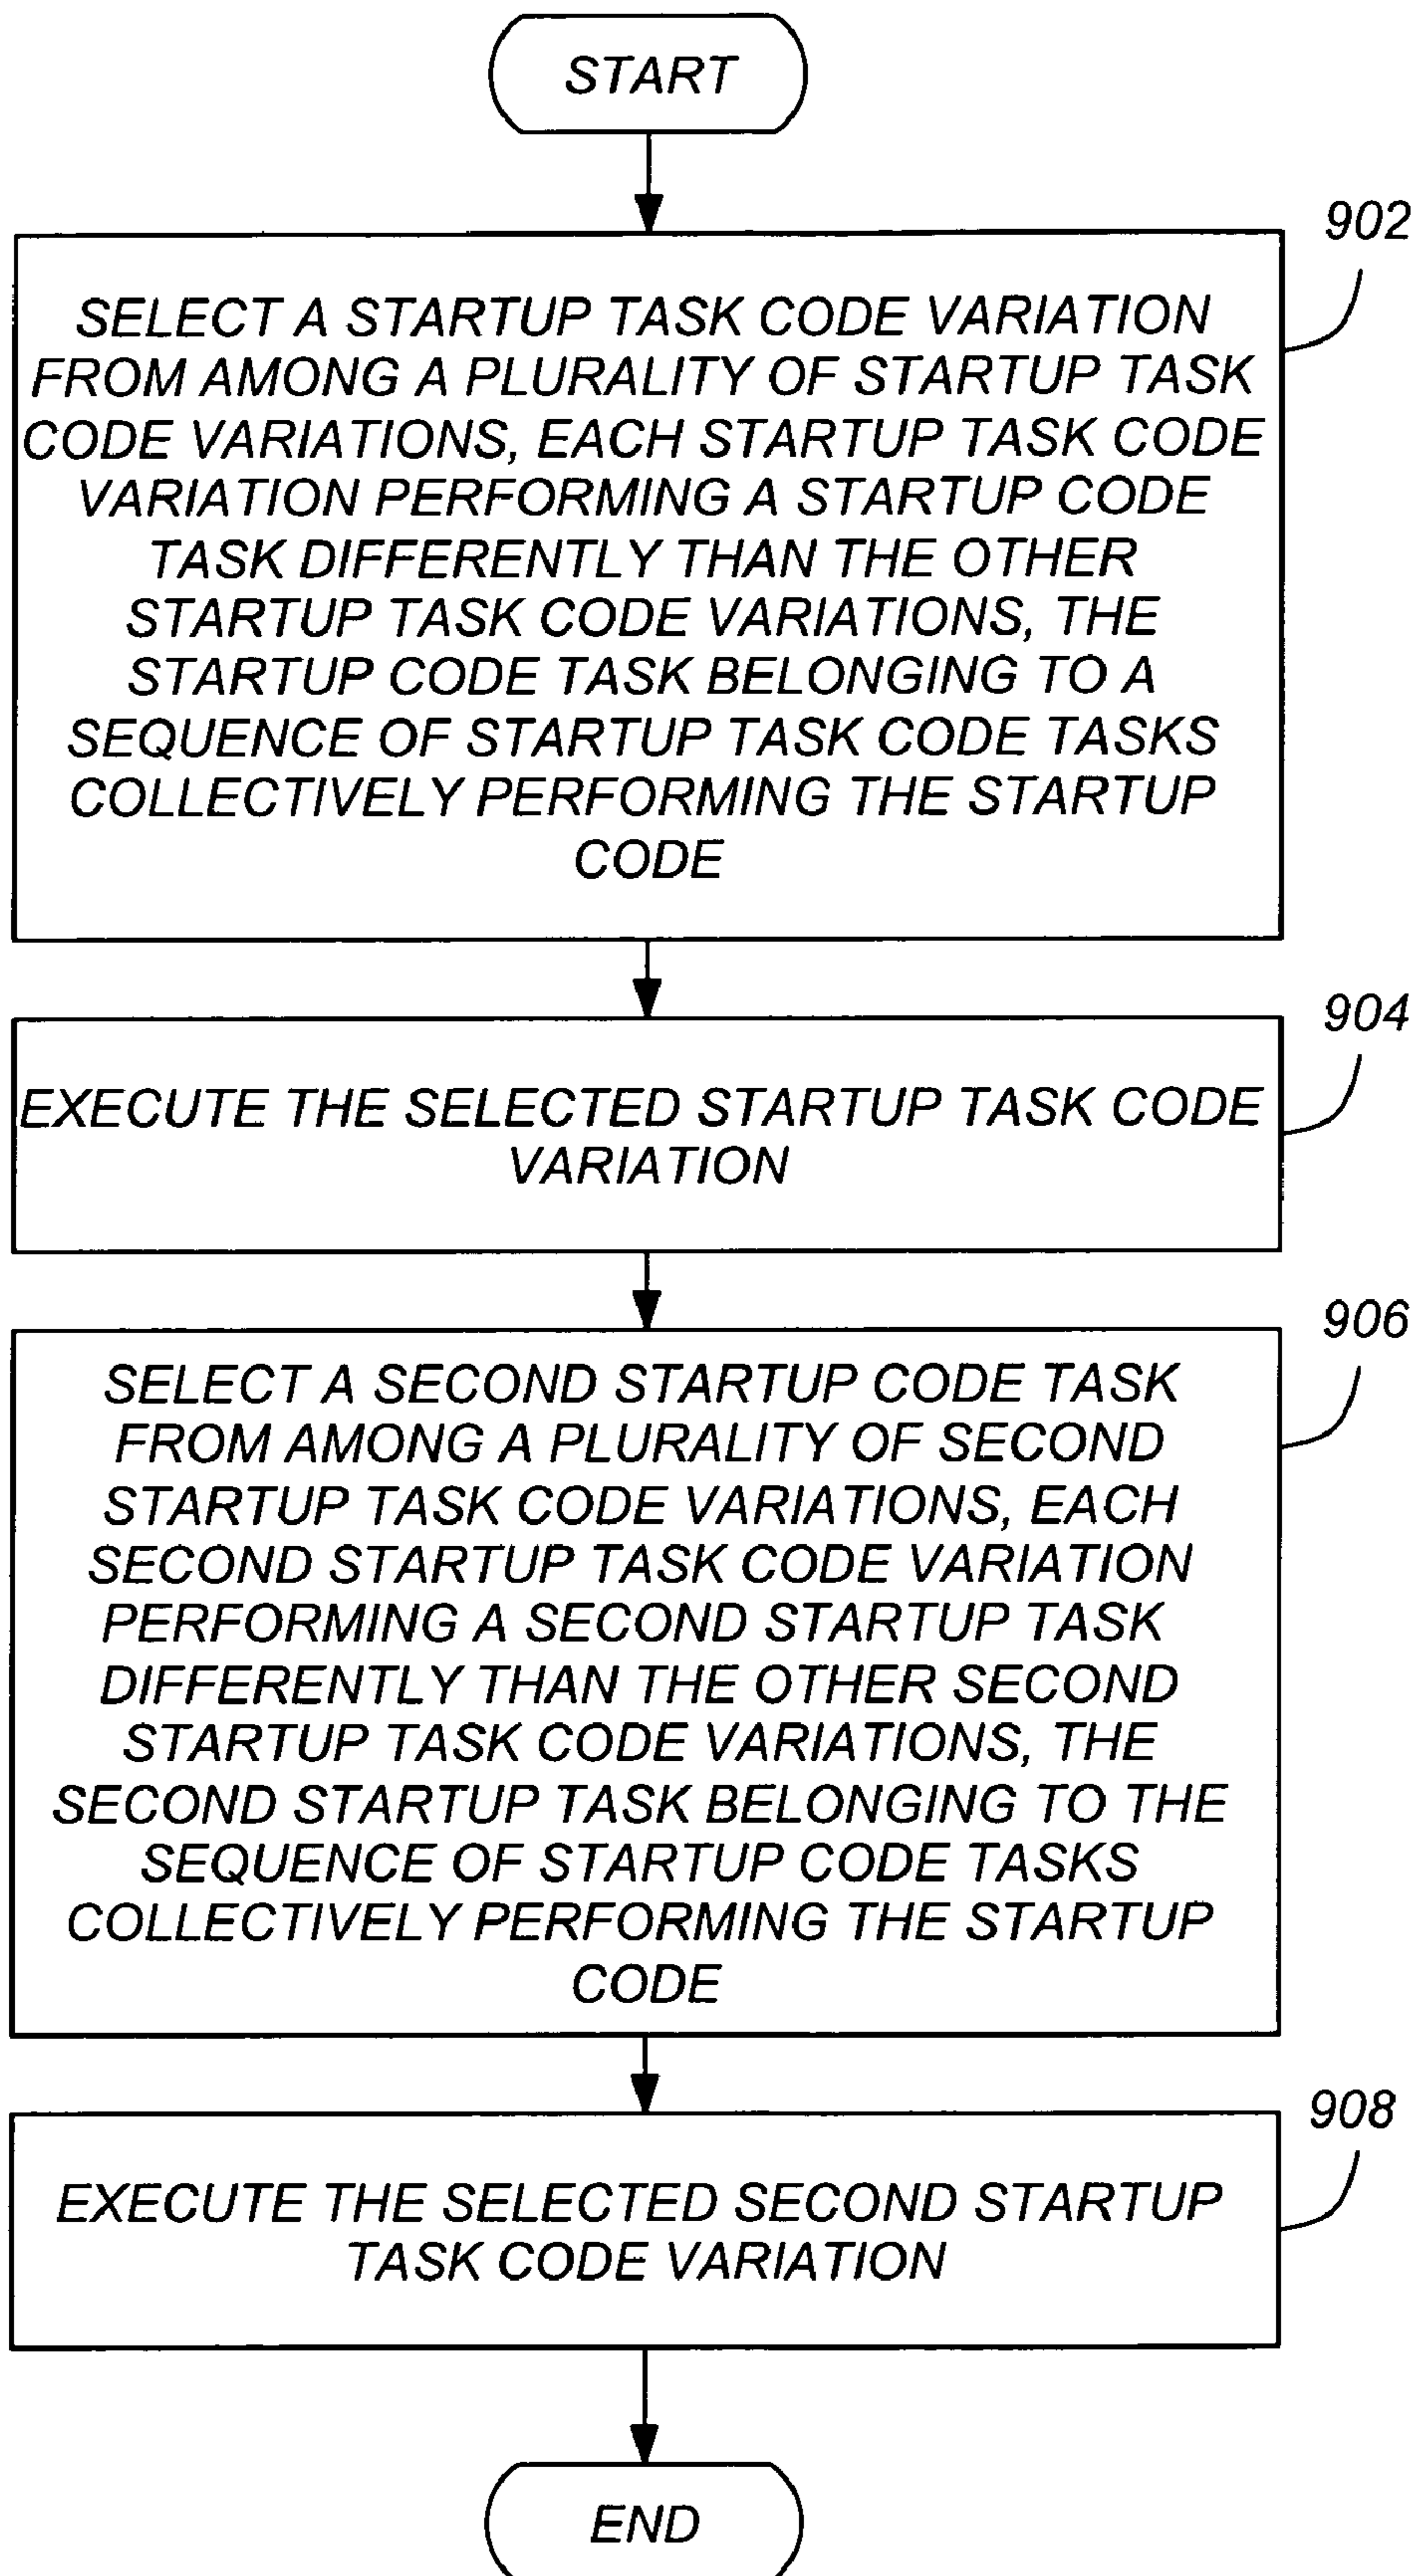 START
902
SELECT A STARTUP TASK CODE VARIATION
FROM AMONG A PLURALITY OF STARTUP TASK
CODE VARIATIONS, EACH STARTUP TASK CODE
VARIATION PERFORMING A STARTUP CODE
TASK DIFFERENTLY THAN THE OTHER
STARTUP TASK CODE VARIATIONS, THE
STARTUP CODE TASK BELONGING TO A
SEQUENCE OF STARTUP TASK CODE TASKS
COLLECTIVELY PERFORMING THE STARTUP
CODE
904
EXECUTE THE SELECTED STARTUP TASK CODE
VARIATION
906
SELECT A SECOND STARTUP CODE TASK
FROM AMONG A PLURALITY OF SECOND
STARTUP TASK CODE VARIATIONS, EACH
SECOND STARTUP TASK CODE VARIATION
PERFORMING A SECOND STARTUP TASK
DIFFERENTLY THAN THE OTHER SECOND
STARTUP TASK CODE VARIATIONS, THE
SECOND STARTUP TASK BELONGING TO THE
SEQUENCE OF STARTUP CODE TASKS
COLLECTIVELY PERFORMING THE STARTUP
CODE
908
EXECUTE THE SELECTED SECOND STARTUP
TASK CODE VARIATION
END